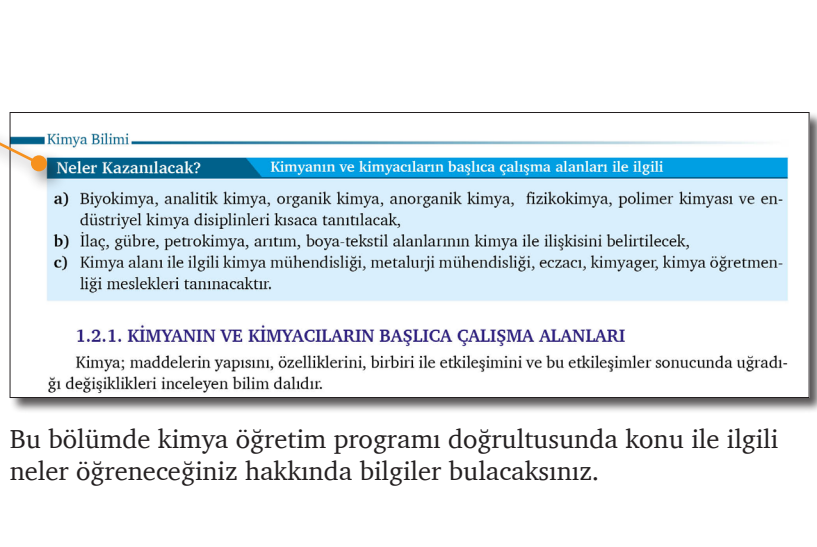 Kimya Bilimi
Neler Kazanılacak?
Kimyanın ve kimyacıların başlıca çalışma alanları ile ilgili
a) Biyokimya, analitik kimya, organik kimya, anorganik kimya, fizikokimya, polimer kimyası ve en-
düstriyel kimya disiplinleri kısaca tanıtılacak,
b) İlaç, gübre, petrokimya, arıtım, boya-tekstil alanlarının kimya ile ilişkisini belirtilecek,
c) Kimya alanı ile ilgili kimya mühendisliği, metalurji mühendisliği, eczacı, kimyager, kimya öğretmen-
liği meslekleri tanınacaktır.
1.2.1. KİMYANIN VE KİMYACILARIN BAŞLICA ÇALIŞMA ALANLARI
Kimya; maddelerin yapısını, özelliklerini, birbiri ile etkileşimini ve bu etkileşimler sonucunda uğradı-
ğı değişiklikleri inceleyen bilim dalıdır.
Bu bölümde kimya öğretim programı doğrultusunda konu ile ilgili
neler öğreneceğiniz hakkında bilgiler bulacaksınız.